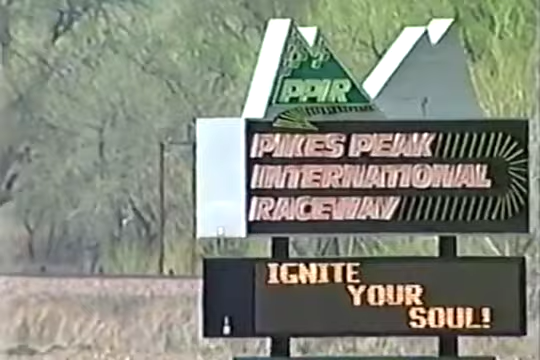 PPIR
PIKES PEAK
INTERNATIONAL
RACEWAY
IGNITE
YOUR
SOUL!